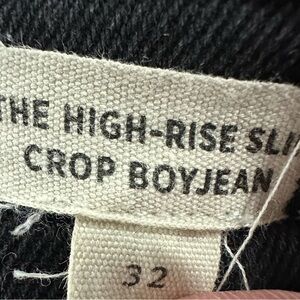 THE HIGH-RISE SLI
CROP BOYJEAN
32